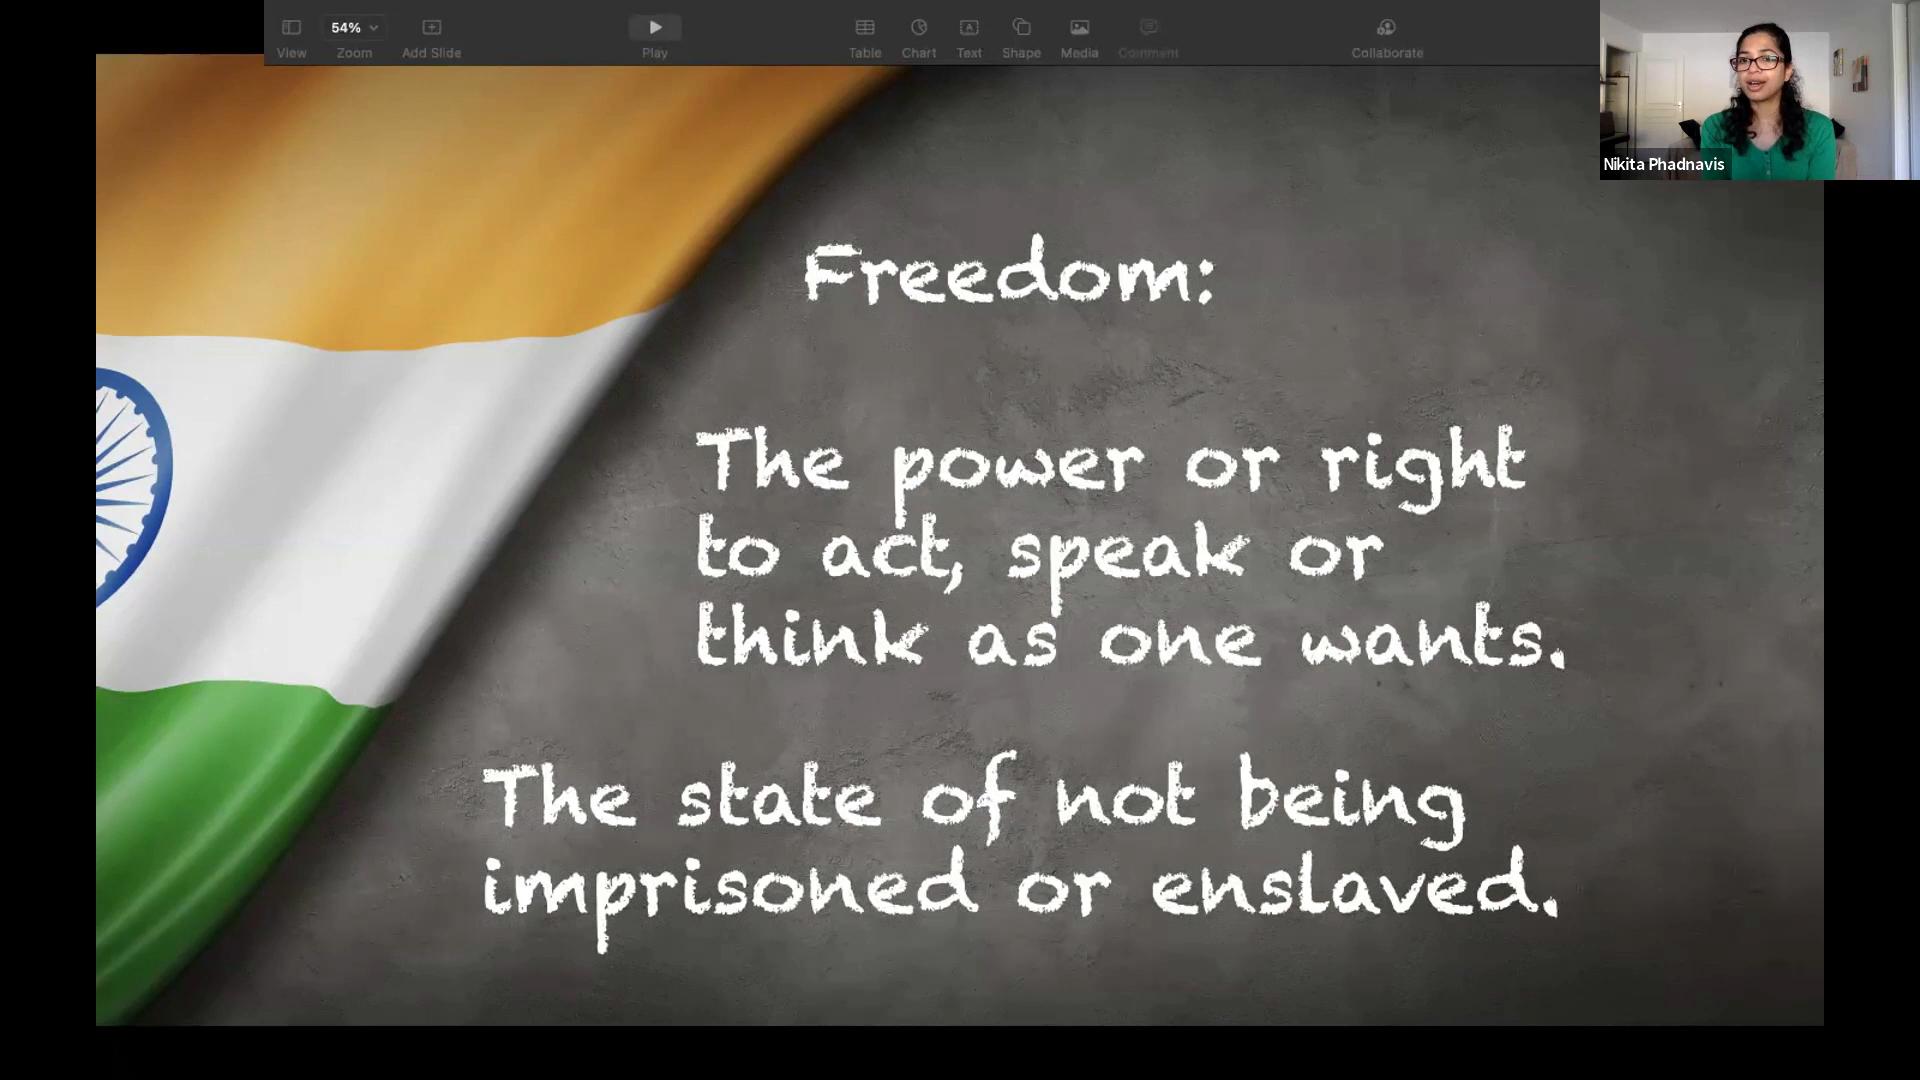 54%
View
Zoom
Add Slide
Play
Table
Chart
Text
Shape
Media
Comment
Collaborate
Nikita Phadnavis
Freedom:
The power or right
to act, speak or
think as one wants.
The state of not being
imprisoned or enslaved.